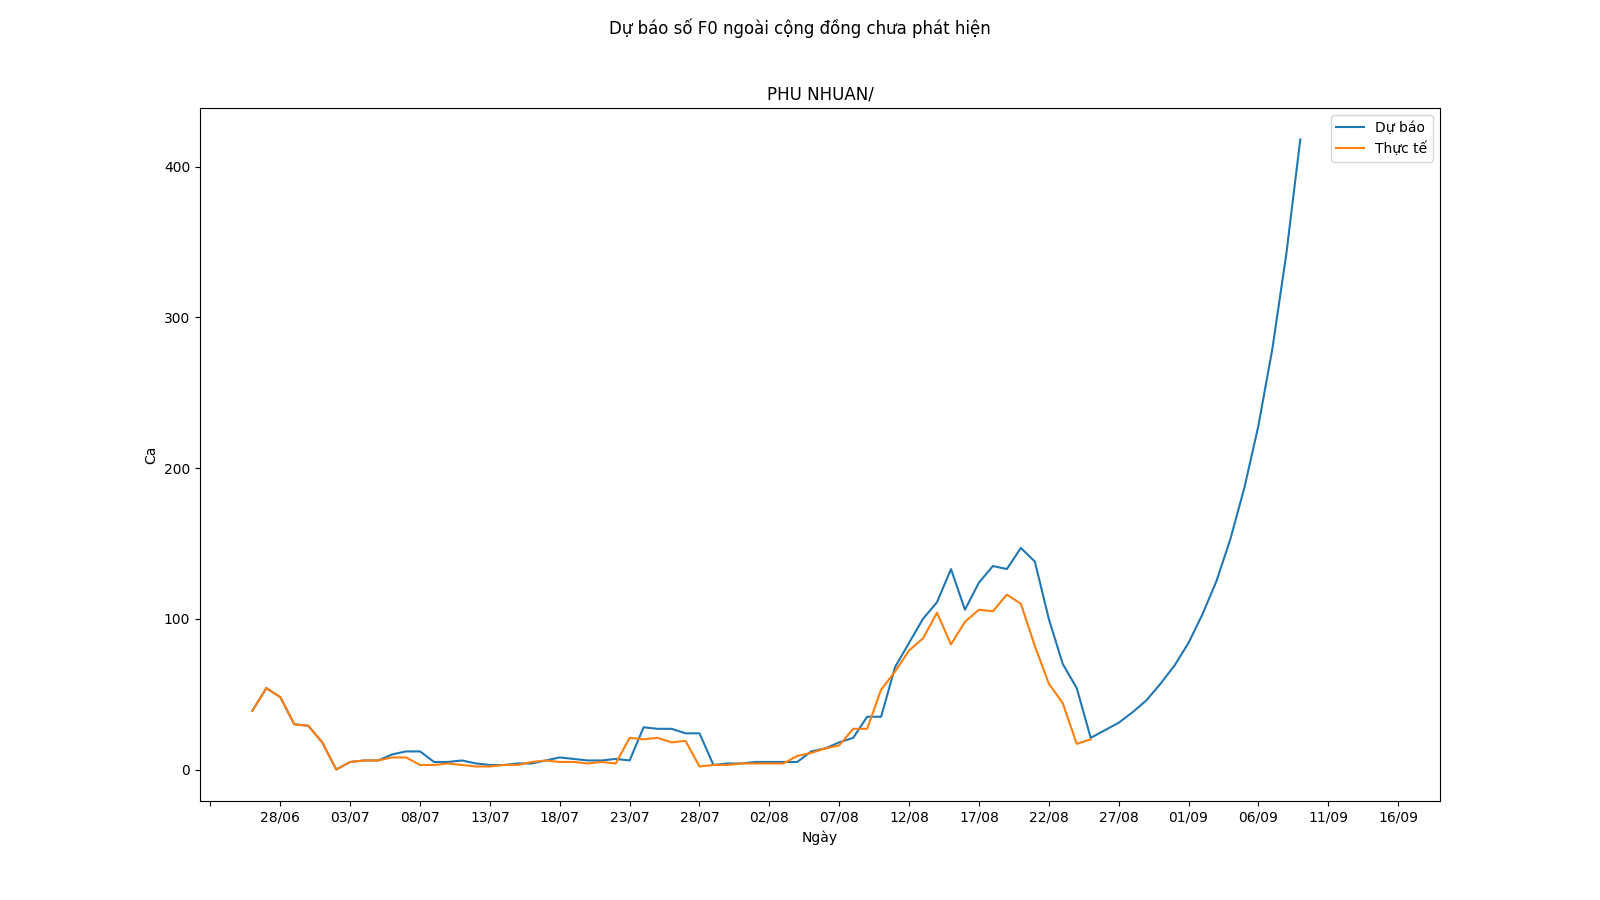 Dự báo số F0 ngoài cộng đồng chưa phát hiện
PHU NHUAN/
Dự báo
Thực tế
400
300
200
100
0
Ca
28/06 03/07 08/07 13/07 18/07 23/07 28/07 02/08 07/08 12/08 17/08 22/08 27/08 01/09 06/09 11/09 16/09
Ngày